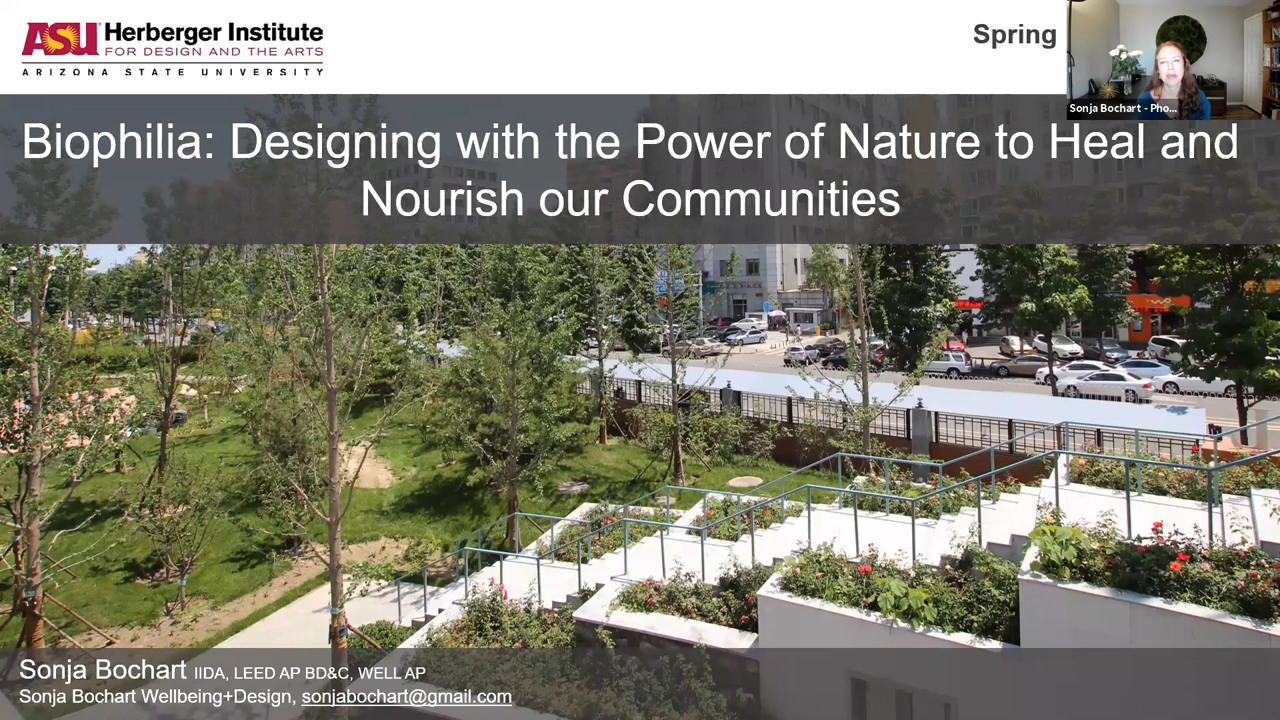 ASU Herberger Institute
FOR DESIGN AND THE ARTS
ARIZONA STATE UNIVERSITY
Spring
Sonja Bochart - Pho...
Biophilia: Designing with the Power of Nature to Heal and
Nourish our Communities
Sonja Bochart IIDA, LEED AP BD&C, WELL AP
Sonja Bochart Wellbeing+Design, sonjabochart@gmail.com